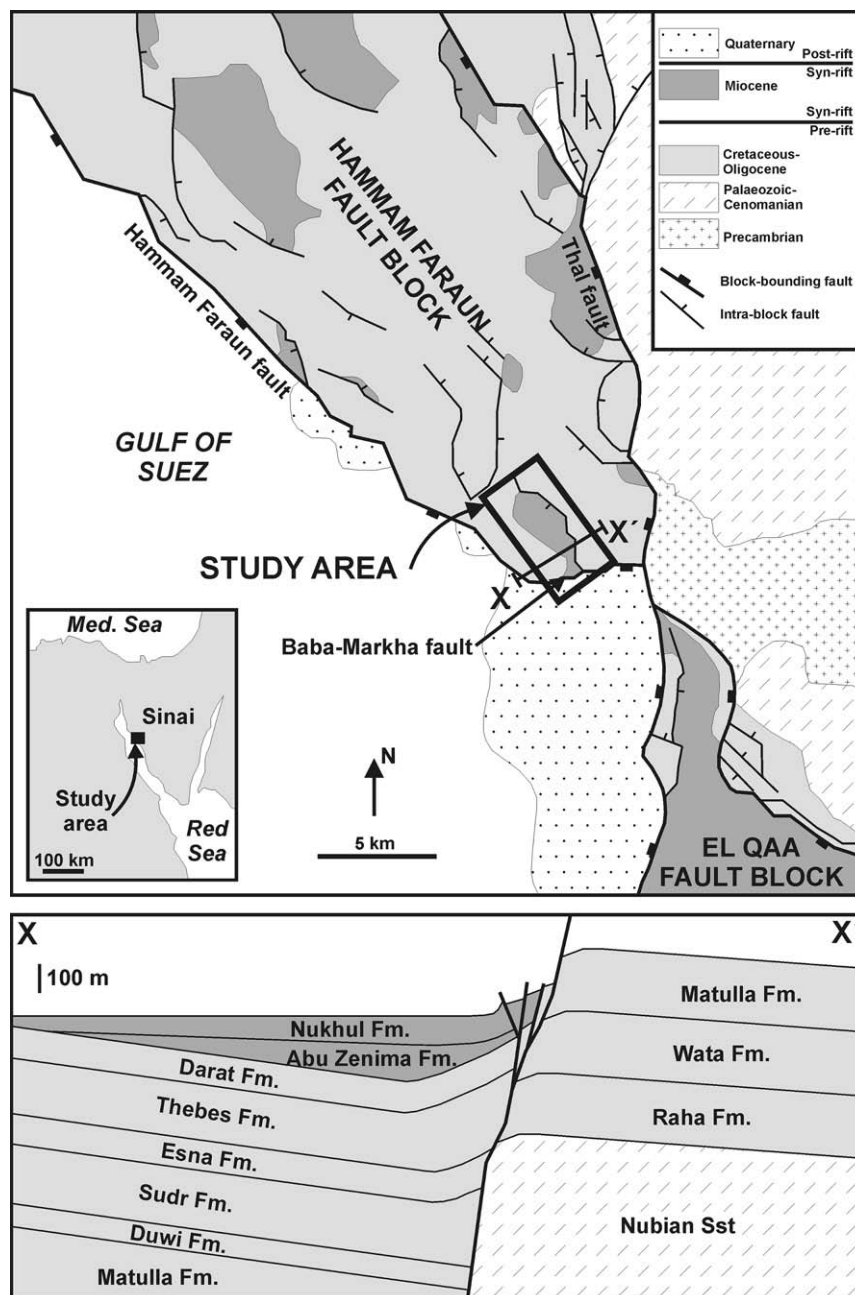 Quaternary
Post-rift
Syn-rift
Miocene
Syn-rift
Pre-rift
Cretaceous-
Oligocene
Palaeozoic-
Cenomanian
Precambrian
Block-bounding fault
Intra-block fault
HAMMAM FARAUN
FAULT BLOCK
Thal fault
Hammam Faraun fault
GULF OF
SUEZ
STUDY AREA
X
X´
Baba-Markha fault
Med. Sea
Sinai
Study
area
Red
Sea
100 km
N
5 km
EL QAA
FAULT BLOCK
X
X´
100 m
Nukhul Fm.
Abu Zenima Fm.
Darat Fm.
Thebes Fm.
Esna Fm.
Sudr Fm.
Duwi Fm.
Matulla Fm.
Matulla Fm.
Wata Fm.
Raha Fm.
Nubian Sst